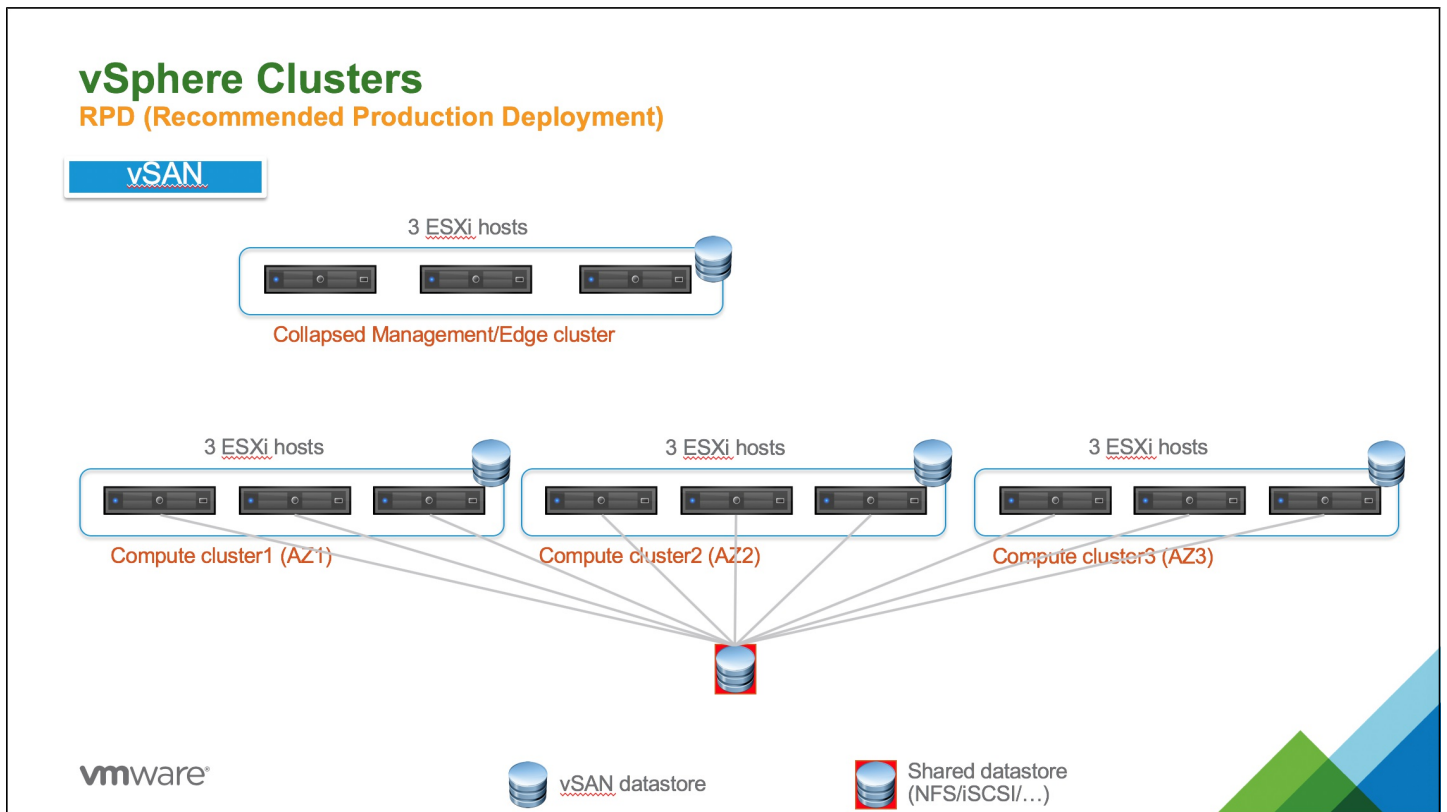 vSphere Clusters
RPD (Recommended Production Deployment)
vSAN
3 ESXi hosts
Collapsed Management/Edge cluster
3 ESXi hosts
3 ESXi hosts
3 ESXi hosts
Compute cluster1 (AZ1)
Compute cluster2 (AZ2)
Compute cluster3 (AZ3)
vmware®
vSAN datastore
Shared datastore
(NFS/iSCSI/…)